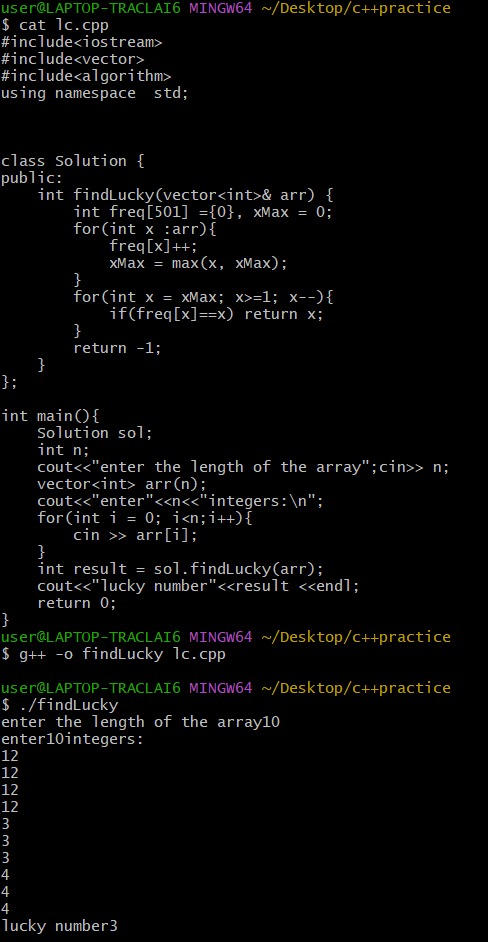 user@LAPTOP-TRACLAI6 MINGW64 ~/Desktop/c++practice
$ cat lc.cpp
#include<iostream>
#include<vector>
#include<algorithm>
using namespace  std;



class Solution {
public:
    int findLucky(vector<int>& arr) {
        int freq[501] ={0}, xMax = 0;
        for(int x :arr){
            freq[x]++;
            xMax = max(x, xMax);
        }
        for(int x = xMax; x>=1; x--){
            if(freq[x]==x) return x;
        }
        return -1;
    }
};

int main(){
    Solution sol;
    int n;
    cout<<"enter the length of the array";cin>> n;
    vector<int> arr(n);
    cout<<"enter"<<n<<"integers:\n";
    for(int i = 0; i<n;i++){
        cin >> arr[i];
    }
    int result = sol.findLucky(arr);
    cout<<"lucky number"<<result <<endl;
    return 0;
}
user@LAPTOP-TRACLAI6 MINGW64 ~/Desktop/c++practice
$ g++ -o findLucky lc.cpp

user@LAPTOP-TRACLAI6 MINGW64 ~/Desktop/c++practice
$ ./findLucky
enter the length of the array10
enter10integers:
12
12
12
12
3
3
3
4
4
4
lucky number3